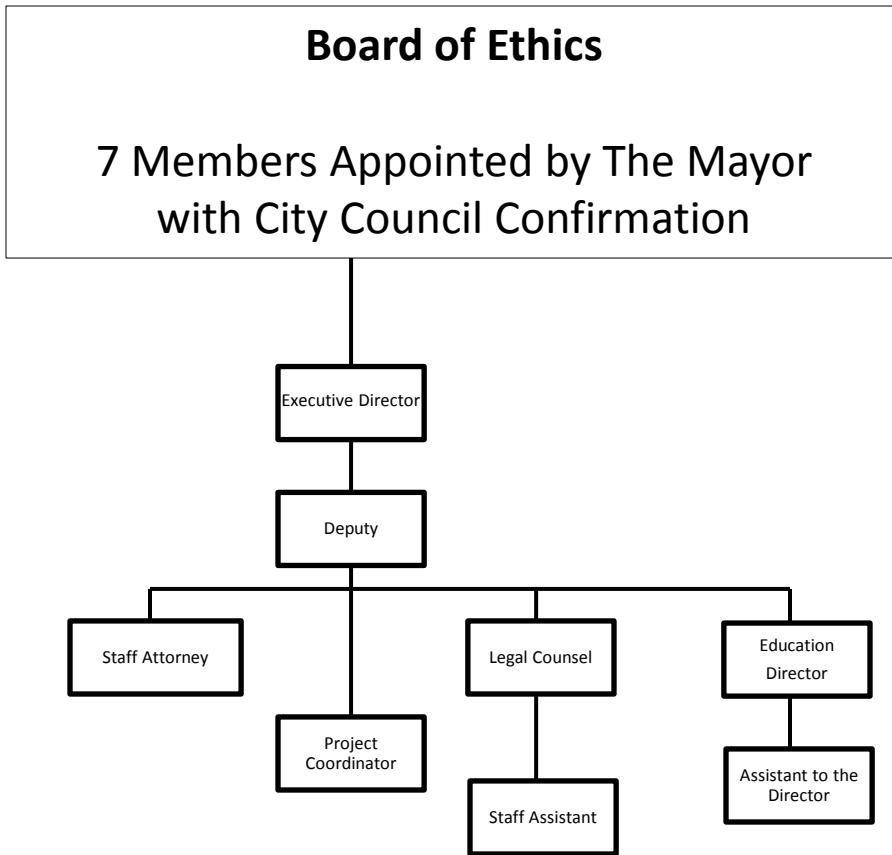 Board of Ethics
7 Members Appointed by The Mayor
with City Council Confirmation
Executive Director
Deputy
Staff Attorney
Legal Counsel
Education
Director
Project
Coordinator
Assistant to the
Director
Staff Assistant